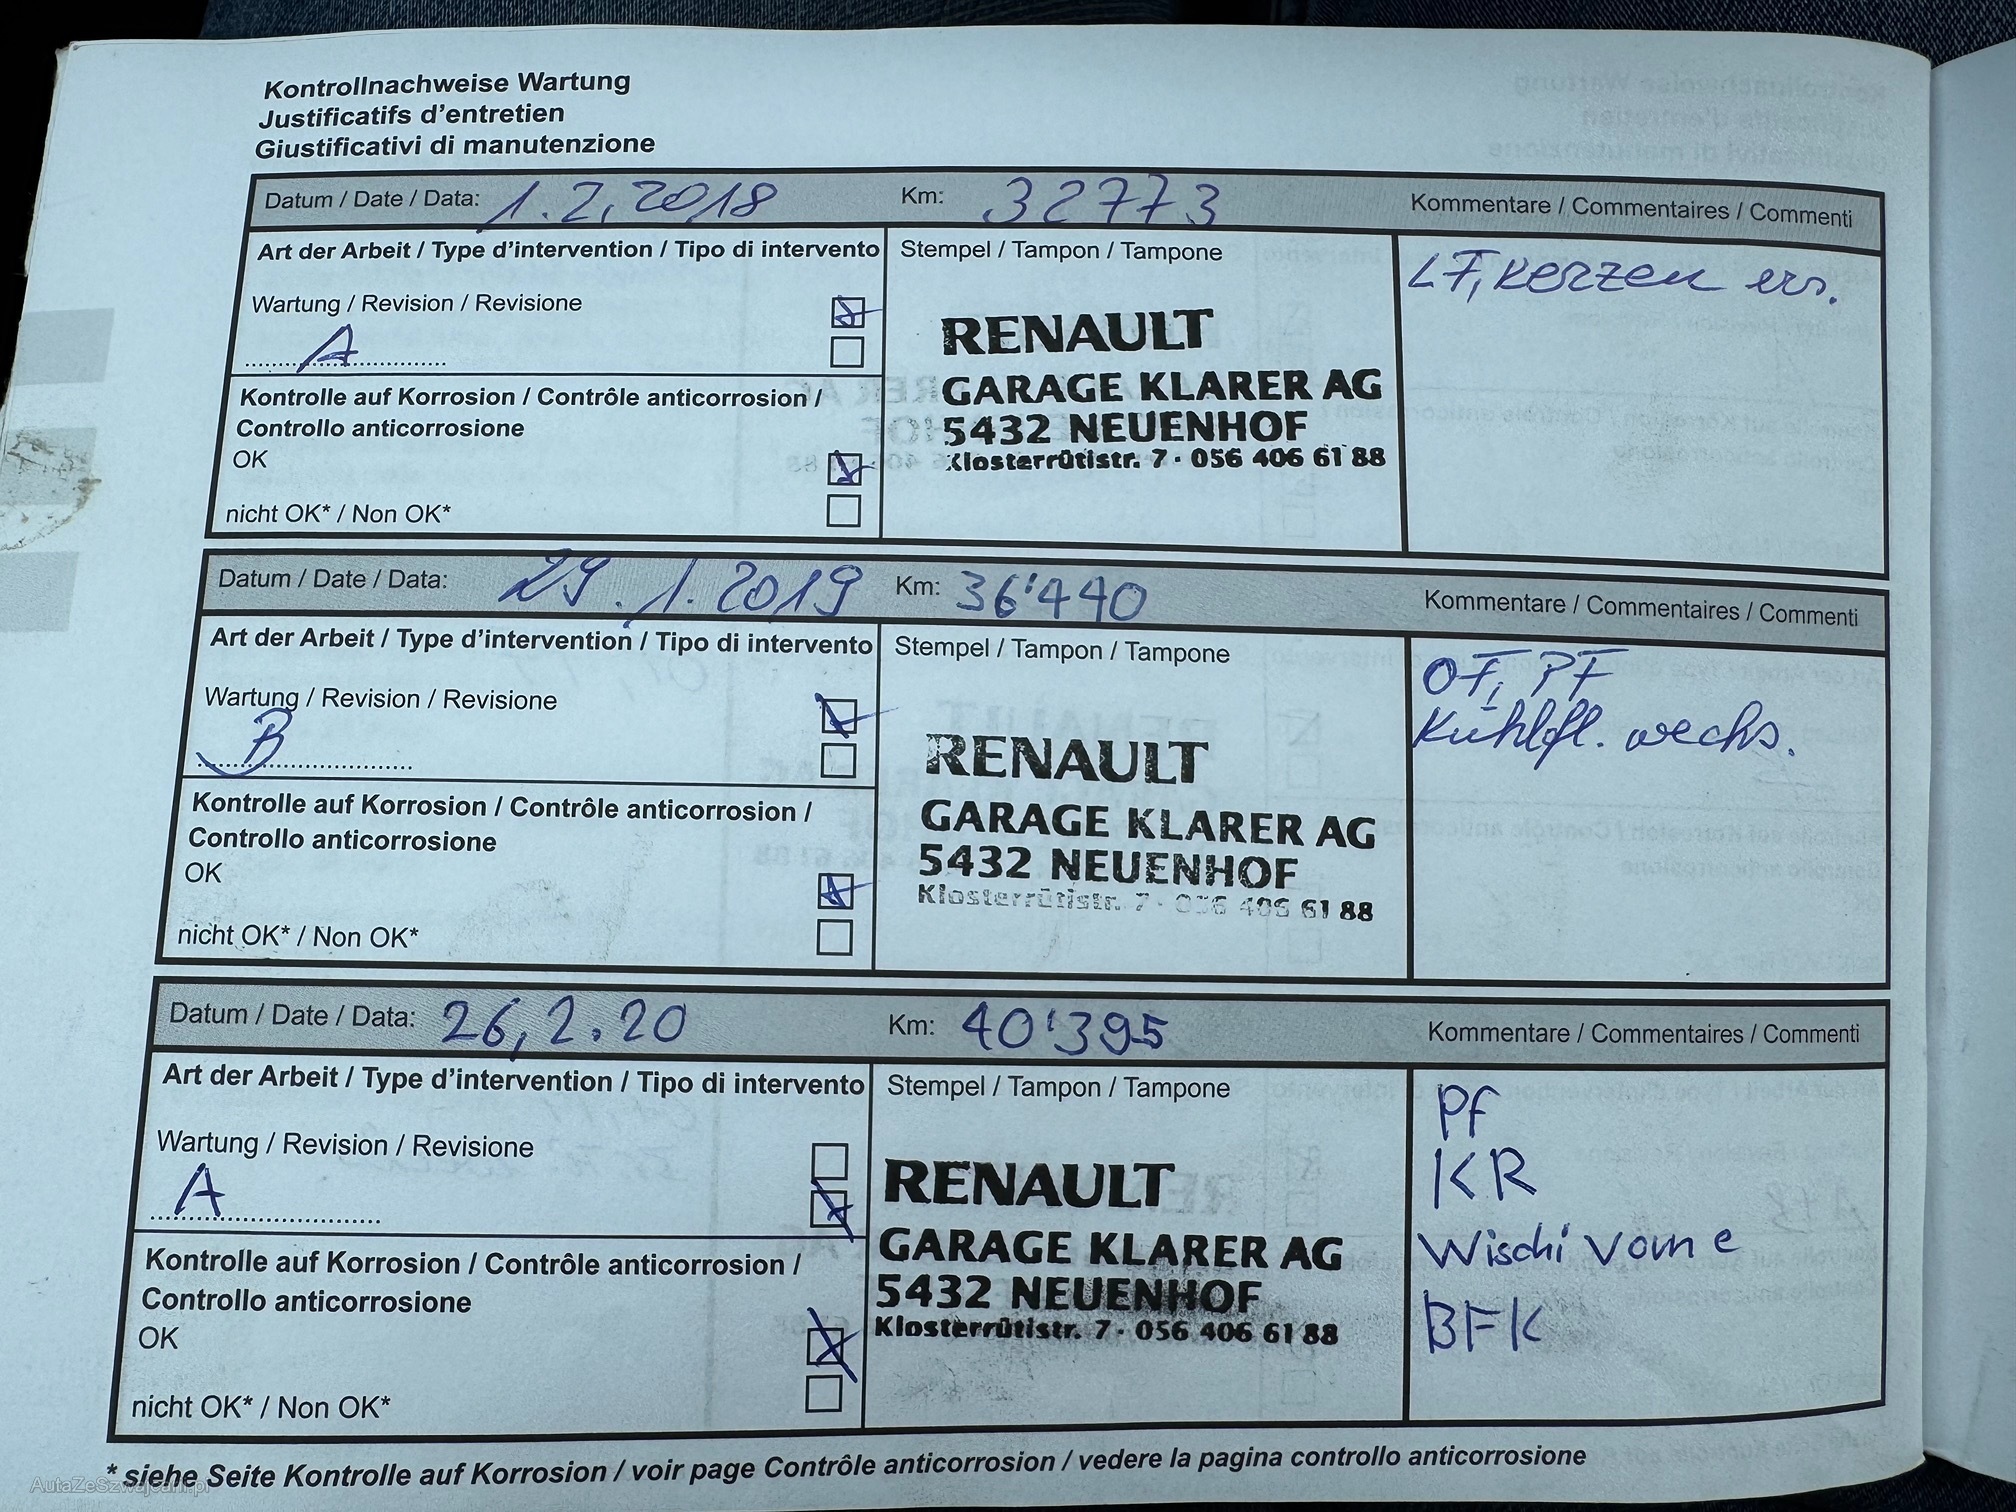 Kontrollnachweise Wartung
Justificatifs d'entretien
Giustificativi di manutenzione
Datum / Date / Data: 1.2.2018 Km: 32773 Kommentare / Commentaires / Commenti
Art der Arbeit / Type d'intervention / Tipo di intervento Stempel / Tampon / Tampone
LF, Kerzen ers.
Wartung / Revision / Revisione
A
RENAULT
GARAGE KLARER AG
5432 NEUENHOF
Klosterrütistr. 7 · 056 406 61 88
Kontrolle auf Korrosion / Contrôle anticorrosion /
Controllo anticorrosione
OK
nicht OK* / Non OK*
Datum / Date / Data: 29.1.2019 Km: 36'440 Kommentare / Commentaires / Commenti
Art der Arbeit / Type d'intervention / Tipo di intervento Stempel / Tampon / Tampone
OF, PF
Kühlfl. wechs.
Wartung / Revision / Revisione
B
RENAULT
GARAGE KLARER AG
5432 NEUENHOF
Klosterrütistr. 7 · 056 406 61 88
Kontrolle auf Korrosion / Contrôle anticorrosion /
Controllo anticorrosione
OK
nicht OK* / Non OK*
Datum / Date / Data: 26,2.20 Km: 40'395 Kommentare / Commentaires / Commenti
Art der Arbeit / Type d'intervention / Tipo di intervento Stempel / Tampon / Tampone
Pf
KR
Wischi vorne
BFK
Wartung / Revision / Revisione
A
RENAULT
GARAGE KLARER AG
5432 NEUENHOF
Klosterrütistr. 7 · 056 406 61 88
Kontrolle auf Korrosion / Contrôle anticorrosion /
Controllo anticorrosione
OK
nicht OK* / Non OK*
* siehe Seite Kontrolle auf Korrosion / voir page Contrôle anticorrosion / vedere la pagina controllo anticorrosione
AutaZeSzwajcarii.pl